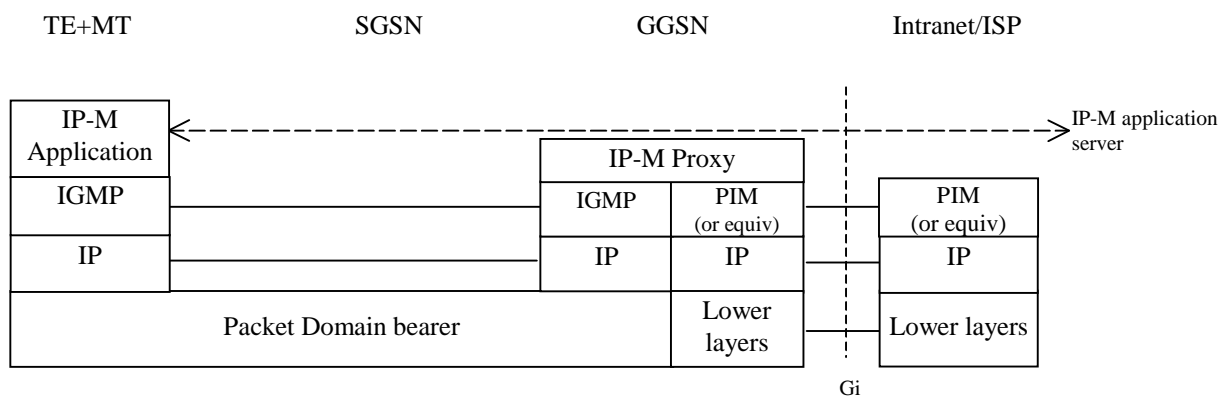 TE+MT SGSN GGSN Intranet/ISP
IP-M
Application
IP-M application
server
IP-M Proxy
IGMP IGMP PIM
(or equiv)
PIM
(or equiv)
IP IP IP IP
Packet Domain bearer
Lower
layers
Lower layers
Gi